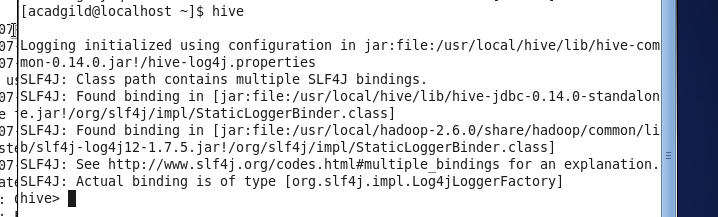 [acadgild@localhost ~]$ hive
Logging initialized using configuration in jar:file:/usr/local/hive/lib/hive-com
mon-0.14.0.jar!/hive-log4j.properties
SLF4J: Class path contains multiple SLF4J bindings.
SLF4J: Found binding in [jar:file:/usr/local/hive/lib/hive-jdbc-0.14.0-standalon
e.jar!/org/slf4j/impl/StaticLoggerBinder.class]
SLF4J: Found binding in [jar:file:/usr/local/hadoop-2.6.0/share/hadoop/common/li
b/slf4j-log4j12-1.7.5.jar!/org/slf4j/impl/StaticLoggerBinder.class]
SLF4J: See http://www.slf4j.org/codes.html#multiple_bindings for an explanation.
SLF4J: Actual binding is of type [org.slf4j.impl.Log4jLoggerFactory]
hive>